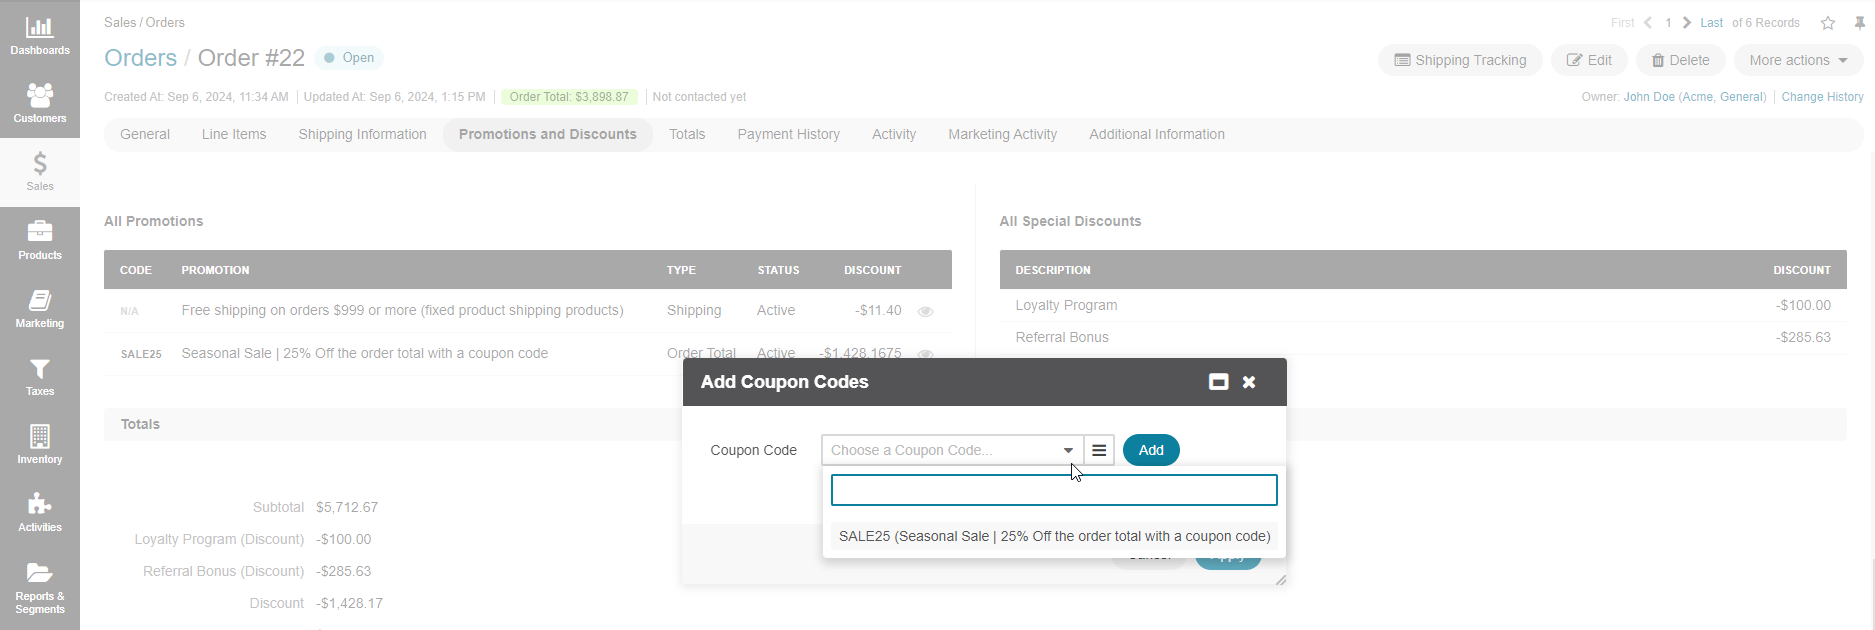 Dashboards
Customers
Sales
Products
Marketing
Taxes
Inventory
Activities
Reports &
Segments
Sales / Orders
First 1 Last of 6 Records
Orders / Order #22 Open
Shipping Tracking Edit Delete More actions
Created At: Sep 6, 2024, 11:34 AM Updated At: Sep 6, 2024, 1:15 PM Order Total: $3,898.87 Not contacted yet
Owner: John Doe (Acme, General) Change History
General Line Items Shipping Information Promotions and Discounts Totals Payment History Activity Marketing Activity Additional Information
All Promotions
CODE PROMOTION TYPE STATUS DISCOUNT
N/A Free shipping on orders $999 or more (fixed product shipping products) Shipping Active -$11.40
SALE25 Seasonal Sale | 25% Off the order total with a coupon code Order Total Active -$1,428.1675
All Special Discounts
DESCRIPTION DISCOUNT
Loyalty Program -$100.00
Referral Bonus -$285.63
Totals
Subtotal $5,712.67
Loyalty Program (Discount) -$100.00
Referral Bonus (Discount) -$285.63
Discount -$1,428.17
Add Coupon Codes
Coupon Code Choose a Coupon Code... Add
SALE25 (Seasonal Sale | 25% Off the order total with a coupon code)
Cancel Apply